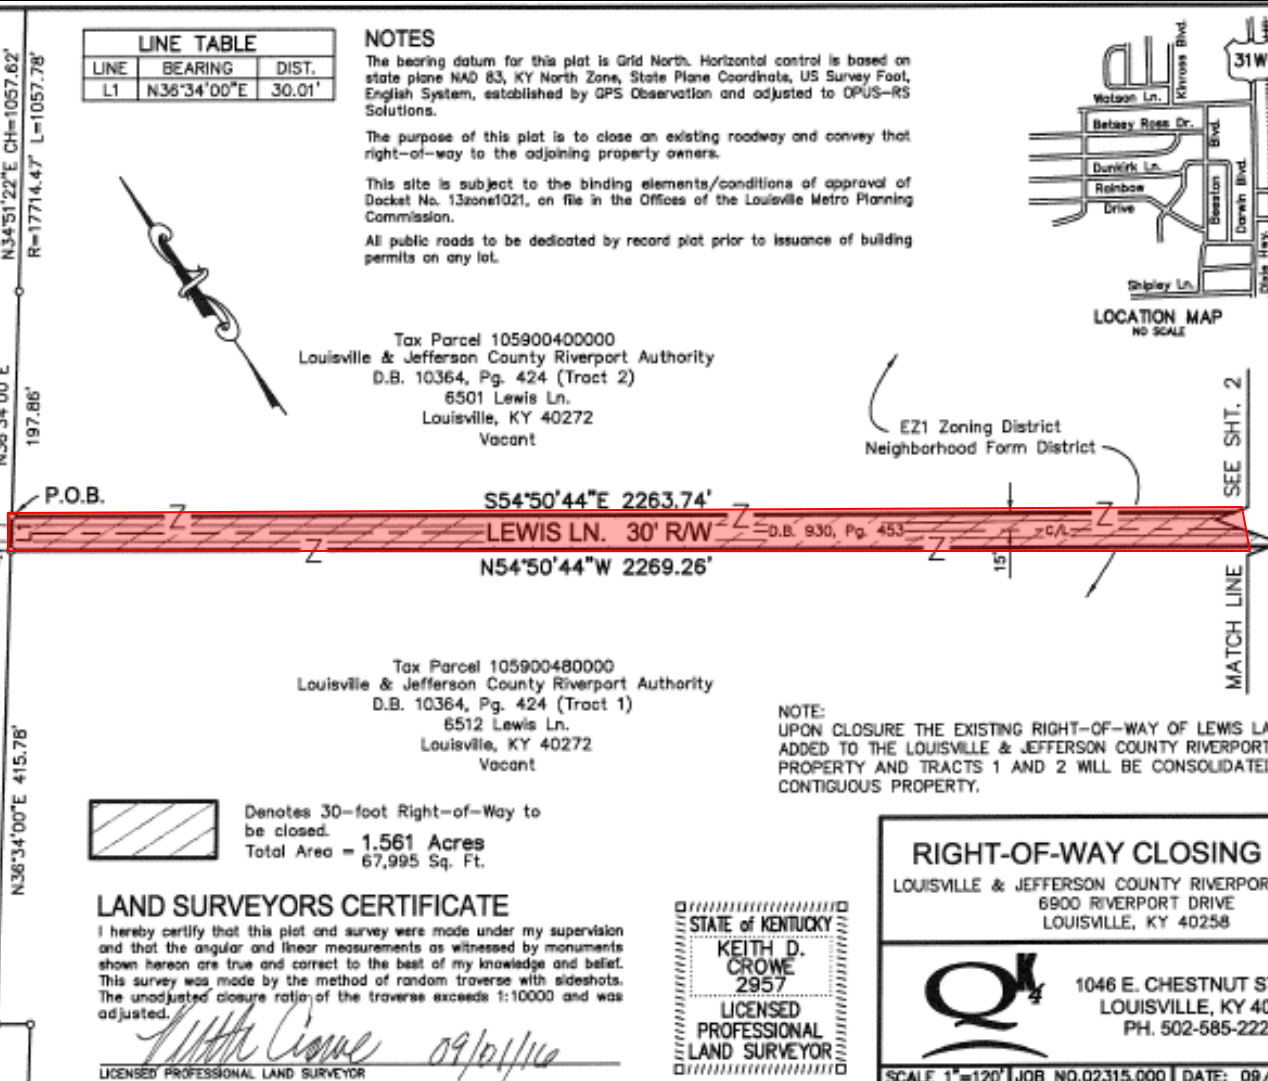 LINE TABLE
LINE BEARING DIST.
L1 N36°34'00"E 30.01'
N34°51'22"E CH=1057.62'
R=17714.47' L=1057.78'
197.86'
NOTES
The bearing datum for this plat is Grid North. Horizontal control is based on
state plane NAD 83, KY North Zone, State Plane Coordinate, US Survey Foot,
English System, established by GPS Observation and adjusted to OPUS-RS
Solutions.
The purpose of this plat is to close an existing roadway and convey that
right-of-way to the adjoining property owners.
This site is subject to the binding elements/conditions of approval of
Docket No. 13zone1021, on file in the Offices of the Louisville Metro Planning
Commission.
All public roads to be dedicated by record plat prior to issuance of building
permits on any lot.
31W
Kinross Blvd.
Watson Ln.
Betsey Ross Dr.
Blvd.
Dunkirk Ln.
Rainbow
Drive
Beeston
Darwin Blvd.
Dixie Hwy.
Shipley Ln.
LOCATION MAP
NO SCALE
Tax Parcel 105900400000
Louisville & Jefferson County Riverport Authority
D.B. 10364, Pg. 424 (Tract 2)
6501 Lewis Ln.
Louisville, KY 40272
Vacant
EZ1 Zoning District
Neighborhood Form District
SEE SHT. 2
P.O.B.
S54°50'44"E 2263.74'
Z
Z
Z
LEWIS LN. 30' R/W
D.B. 930, Pg. 453
C/L
L1
Z
Z
N54°50'44"W 2269.26'
15'
MATCH LINE
Tax Parcel 105900480000
Louisville & Jefferson County Riverport Authority
D.B. 10364, Pg. 424 (Tract 1)
6512 Lewis Ln.
Louisville, KY 40272
Vacant
NOTE:
UPON CLOSURE THE EXISTING RIGHT-OF-WAY OF LEWIS
ADDED TO THE LOUISVILLE & JEFFERSON COUNTY RIVERPORT
PROPERTY AND TRACTS 1 AND 2 WILL BE CONSOLIDATED
CONTIGUOUS PROPERTY.
N36°34'00"E 415.78'
Denotes 30-foot Right-of-Way to
be closed.
Total Area = 1.561 Acres
67,995 Sq. Ft.
LAND SURVEYORS CERTIFICATE
I hereby certify that this plat and survey were made under my supervision
and that the angular and linear measurements as witnessed by monuments
shown hereon are true and correct to the best of my knowledge and belief.
This survey was made by the method of random traverse with sideshots.
The unadjusted closure ratio of the traverse exceeds 1:10000 and was
adjusted.
Keith Crowe 09/01/16
LICENSED PROFESSIONAL LAND SURVEYOR
STATE of KENTUCKY
KEITH D.
CROWE
2957
LICENSED
PROFESSIONAL
LAND SURVEYOR
RIGHT-OF-WAY CLOSING
LOUISVILLE & JEFFERSON COUNTY
6900 RIVERPORT DRIVE
LOUISVILLE, KY 40258
QK4
1046 E. CHESTNUT
LOUISVILLE, KY
PH. 502-585-222
SCALE 1"=120' JOB NO.02315.000 DATE: 09/